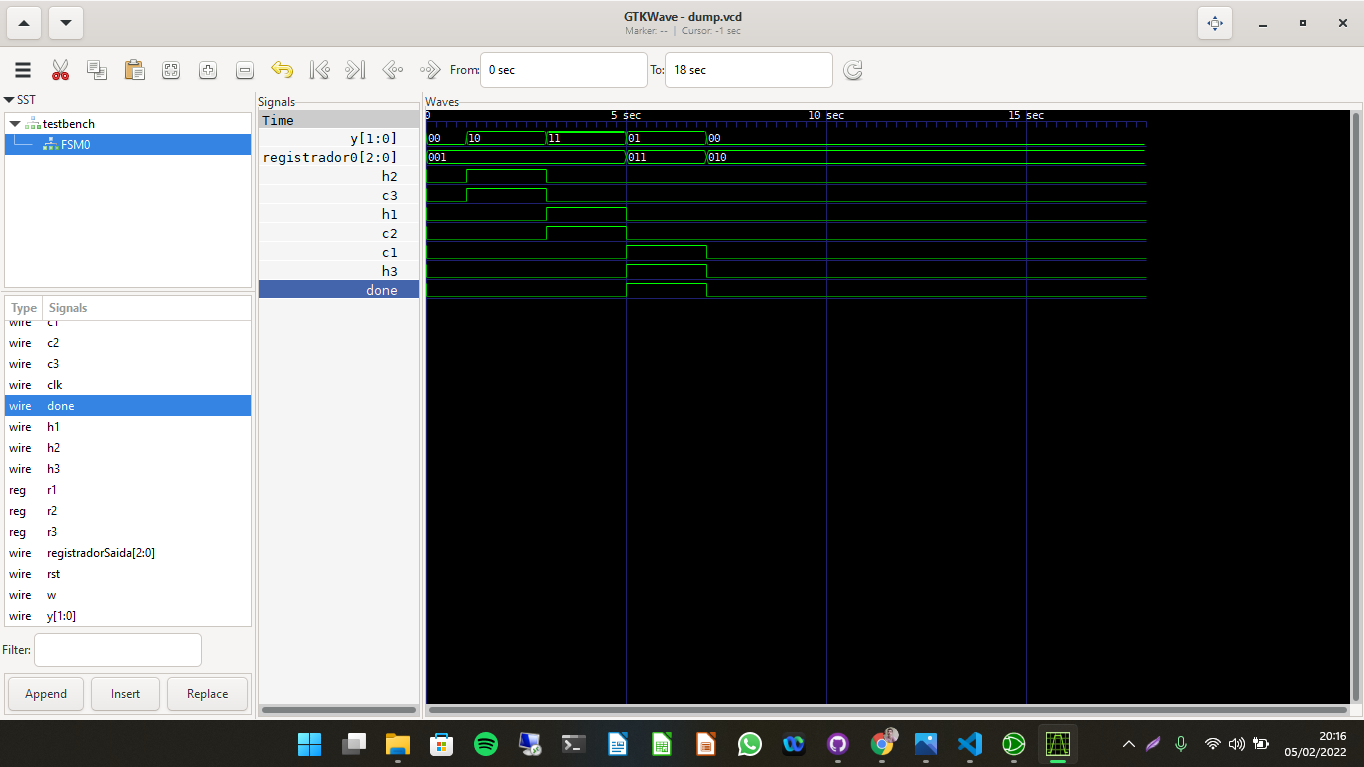 GTKWave - dump.vcd
Marker: -- | Cursor: -1 sec
From: 0 sec To: 18 sec
SST
testbench
FSM0
Type Signals
wire c1
wire c2
wire c3
wire clk
wire done
wire h1
wire h2
wire h3
reg r1
reg r2
reg r3
wire registradorSaida[2:0]
wire rst
wire w
wire y[1:0]
Filter:
Append Insert Replace
Signals
Time
y[1:0]
registrador0[2:0]
h2
c3
h1
c2
c1
h3
done
Waves
0 5 sec 10 sec 15 sec
00 10 11 01 00
001 011 010
20:16
05/02/2022